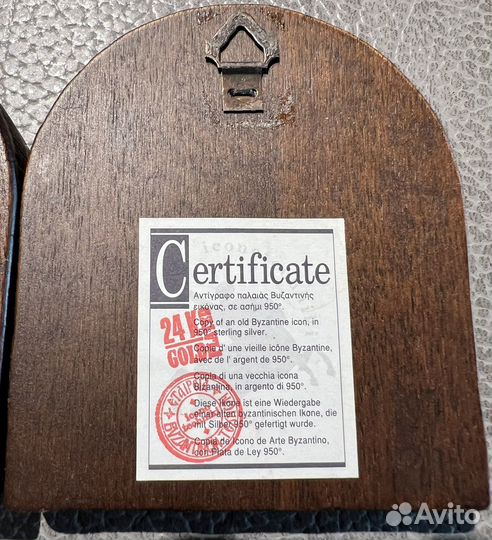 Certificate
Αντίγραφο παλαιάς Βυζαντινής
εικόνας, σε ασήμι 950°.
Copy of an old Byzantine icon, in
950° sterling silver.
Copie d' une vieille icône Byzantine,
avec de l' argent de 950°.
Copia di una vecchia icona
Bizantina, in argento di 950°.
Diese Ikone ist eine Wiedergabe
einer alten byzantinischen Ikone, die
mit Silber 950° gefertigt wurde.
Copia de Icono de Arte Byzantino,
con Plata de Ley 950°.
24
GOLD
BYZANTINE
Avito